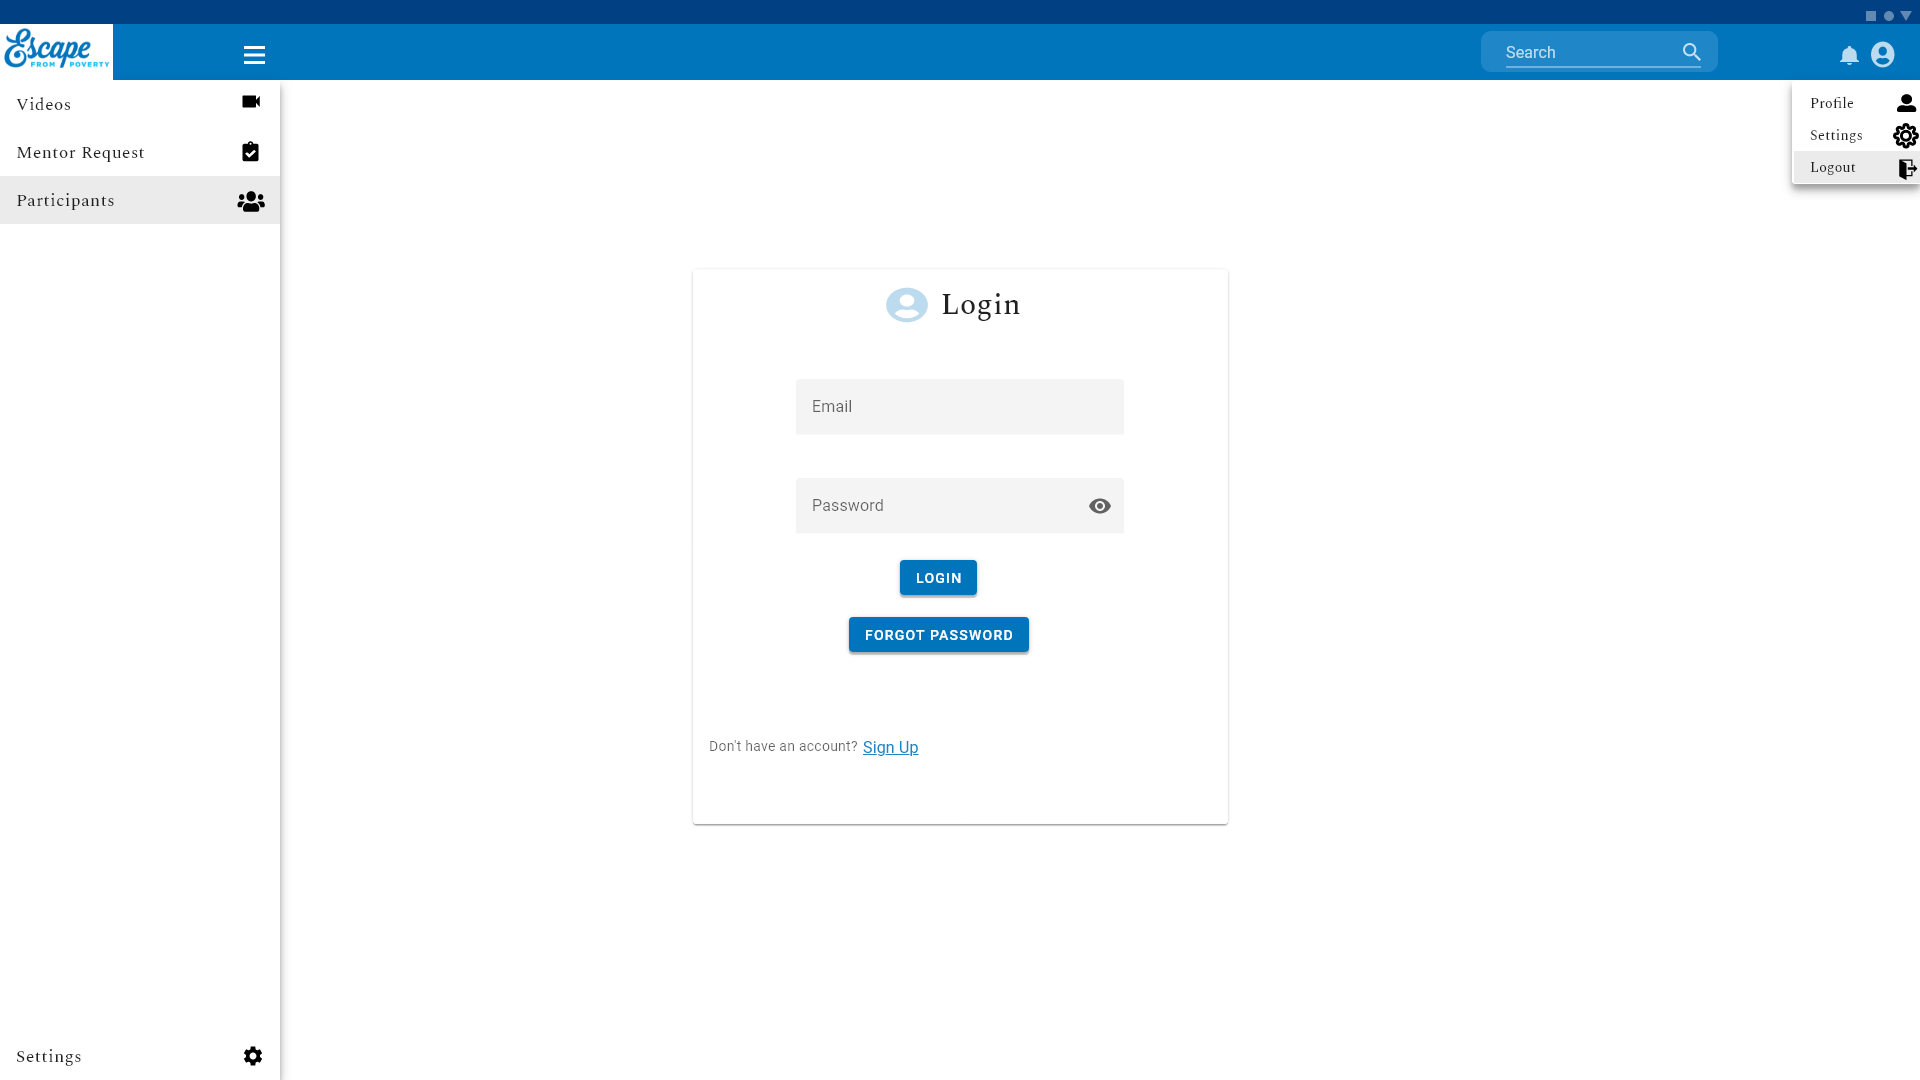 Escape
FROM POVERTY
Search
Videos
Mentor Request
Participants
Profile
Settings
Logout
Login
Email
Password
LOGIN
FORGOT PASSWORD
Don't have an account? Sign Up
Settings